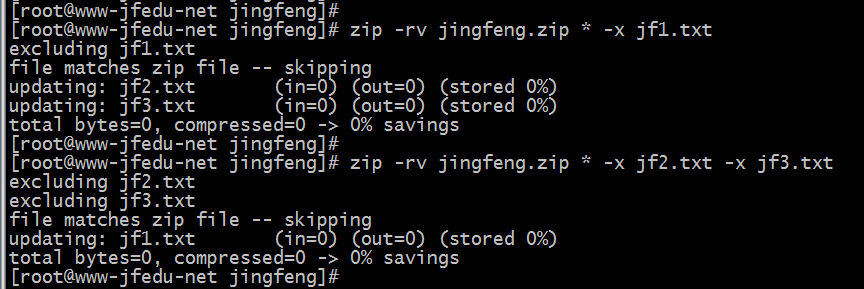 [root@www-jfedu-net jingfeng]#
[root@www-jfedu-net jingfeng]# zip -rv jingfeng.zip * -x jf1.txt
excluding jf1.txt
file matches zip file -- skipping
updating: jf2.txt        (in=0) (out=0) (stored 0%)
updating: jf3.txt        (in=0) (out=0) (stored 0%)
total bytes=0, compressed=0 -> 0% savings
[root@www-jfedu-net jingfeng]#
[root@www-jfedu-net jingfeng]# zip -rv jingfeng.zip * -x jf2.txt -x jf3.txt
excluding jf2.txt
excluding jf3.txt
file matches zip file -- skipping
updating: jf1.txt        (in=0) (out=0) (stored 0%)
total bytes=0, compressed=0 -> 0% savings
[root@www-jfedu-net jingfeng]#